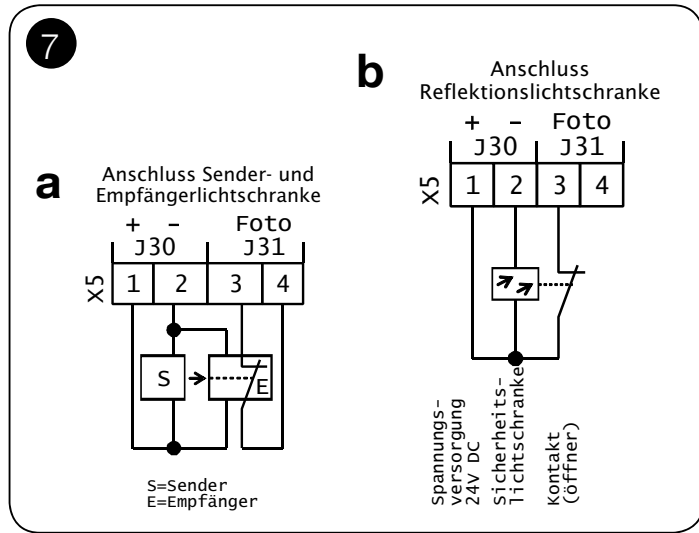 7
a
Anschluss Sender- und
Empfängerlichtschranke
+ − Foto
J30 J31
X5 1 2 3 4
S E
S=Sender
E=Empfänger
b
Anschluss
Reflektionslichtschranke
+ − Foto
J30 J31
X5 1 2 3 4
Spannungs-
versorgung
24V DC
Sicherheits-
lichtschranke
Kontakt
(öffner)